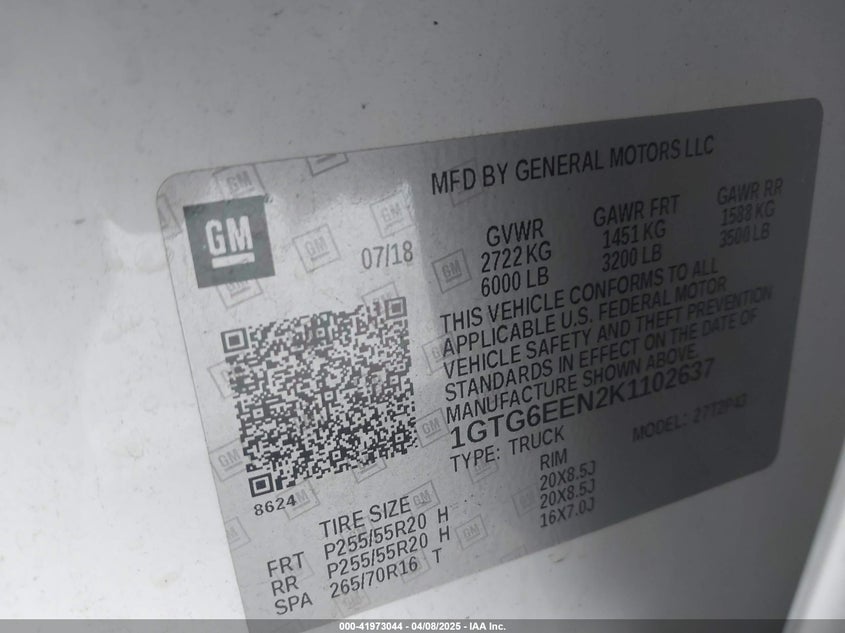 MFD BY GENERAL MOTORS LLC
GM
07/18
GVWR GAWR FRT GAWR RR
2722 KG 1451 KG 1588 KG
6000 LB 3200 LB 3500 LB
THIS VEHICLE CONFORMS TO ALL
APPLICABLE U.S. FEDERAL MOTOR
VEHICLE SAFETY AND THEFT PREVENTION
STANDARDS IN EFFECT ON THE DATE OF
MANUFACTURE SHOWN ABOVE.
1GTG6EEN2K1102637
TYPE: TRUCK MODEL: 27T2P43
8624
TIRE SIZE RIM
FRT P255/55R20 H 20X8.5J
RR P255/55R20 H 20X8.5J
SPA 265/70R16 T 16X7.0J
000-41973044 - 04/08/2025 - IAA Inc.